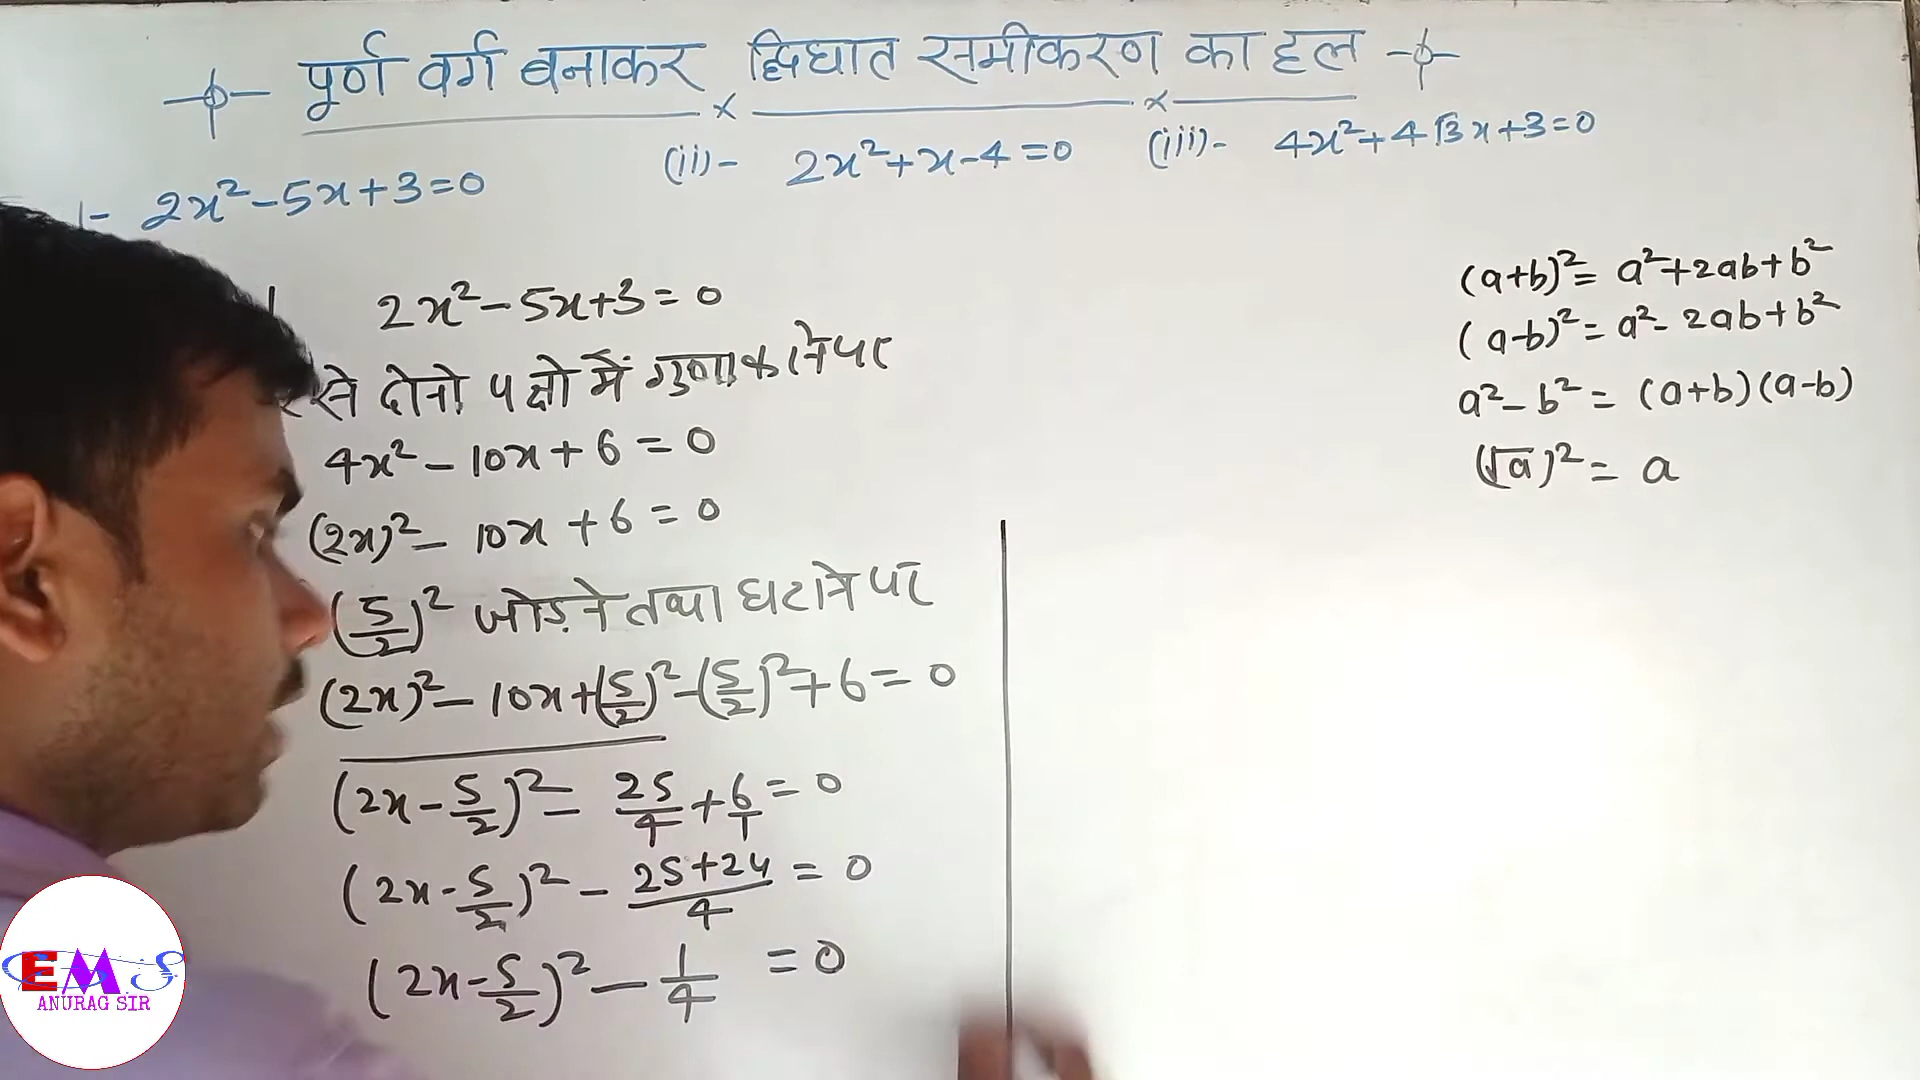 पूर्ण वर्ग बनाकर द्विघात समीकरण का हल
1- 2x²-5x+3=0 (ii)- 2x²+x-4=0 (iii)- 4x²+4√3x+3=0
2x²-5x+3=0
से दोनो पक्षो में गुणा करने पर
4x²-10x+6=0
(2x)²-10x+6=0
(5/2)² जोड़ने तथा घटाने पर
(2x)²-10x+(5/2)²-(5/2)²+6=0
(2x-5/2)²-25/4+6/1=0
(2x-5/2)²-(25+24)/4=0
(2x-5/2)²-1/4=0
(a+b)²=a²+2ab+b²
(a-b)²=a²-2ab+b²
a²-b²=(a+b)(a-b)
(√a)²=a
EMS
ANURAG SIR